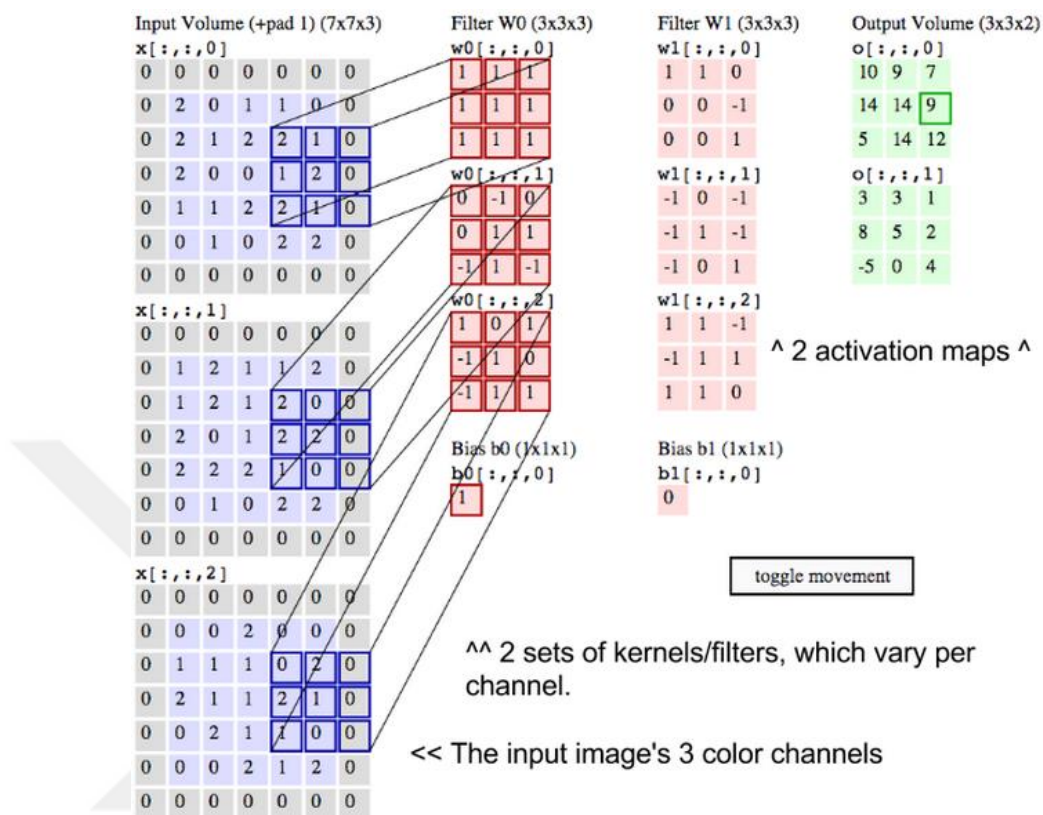 Input Volume (+pad 1) (7x7x3)
x[:,:,0]
0 0 0 0 0 0 0
0 2 0 1 1 0 0
0 2 1 2 2 1 0
0 2 0 0 1 2 0
0 1 1 2 2 1 0
0 0 1 0 2 2 0
0 0 0 0 0 0 0
x[:,:,1]
0 0 0 0 0 0 0
0 1 2 1 1 2 0
0 1 2 1 2 0 0
0 2 0 1 2 2 0
0 2 2 2 1 0 0
0 0 1 0 2 2 0
0 0 0 0 0 0 0
x[:,:,2]
0 0 0 0 0 0 0
0 0 0 2 0 0 0
0 1 1 1 0 2 0
0 2 1 1 2 1 0
0 0 2 1 1 0 0
0 0 0 2 1 2 0
0 0 0 0 0 0 0
Filter W0 (3x3x3)
w0[:,:,0]
1 1 1
1 1 1
1 1 1
w0[:,:,1]
0 -1 0
0 1 1
-1 1 -1
w0[:,:,2]
1 0 1
-1 1 0
-1 1 1
Bias b0 (1x1x1)
b0[:,:,0]
1
Filter W1 (3x3x3)
w1[:,:,0]
1 1 0
0 0 -1
0 0 1
w1[:,:,1]
-1 0 -1
-1 1 -1
-1 0 1
w1[:,:,2]
1 1 -1
-1 1 1
1 1 0
Bias b1 (1x1x1)
b1[:,:,0]
0
Output Volume (3x3x2)
o[:,:,0]
10 9 7
14 14 9
5 14 12
o[:,:,1]
3 3 1
8 5 2
-5 0 4
^ 2 activation maps ^
toggle movement
^^ 2 sets of kernels/filters, which vary per
channel.
<< The input image's 3 color channels